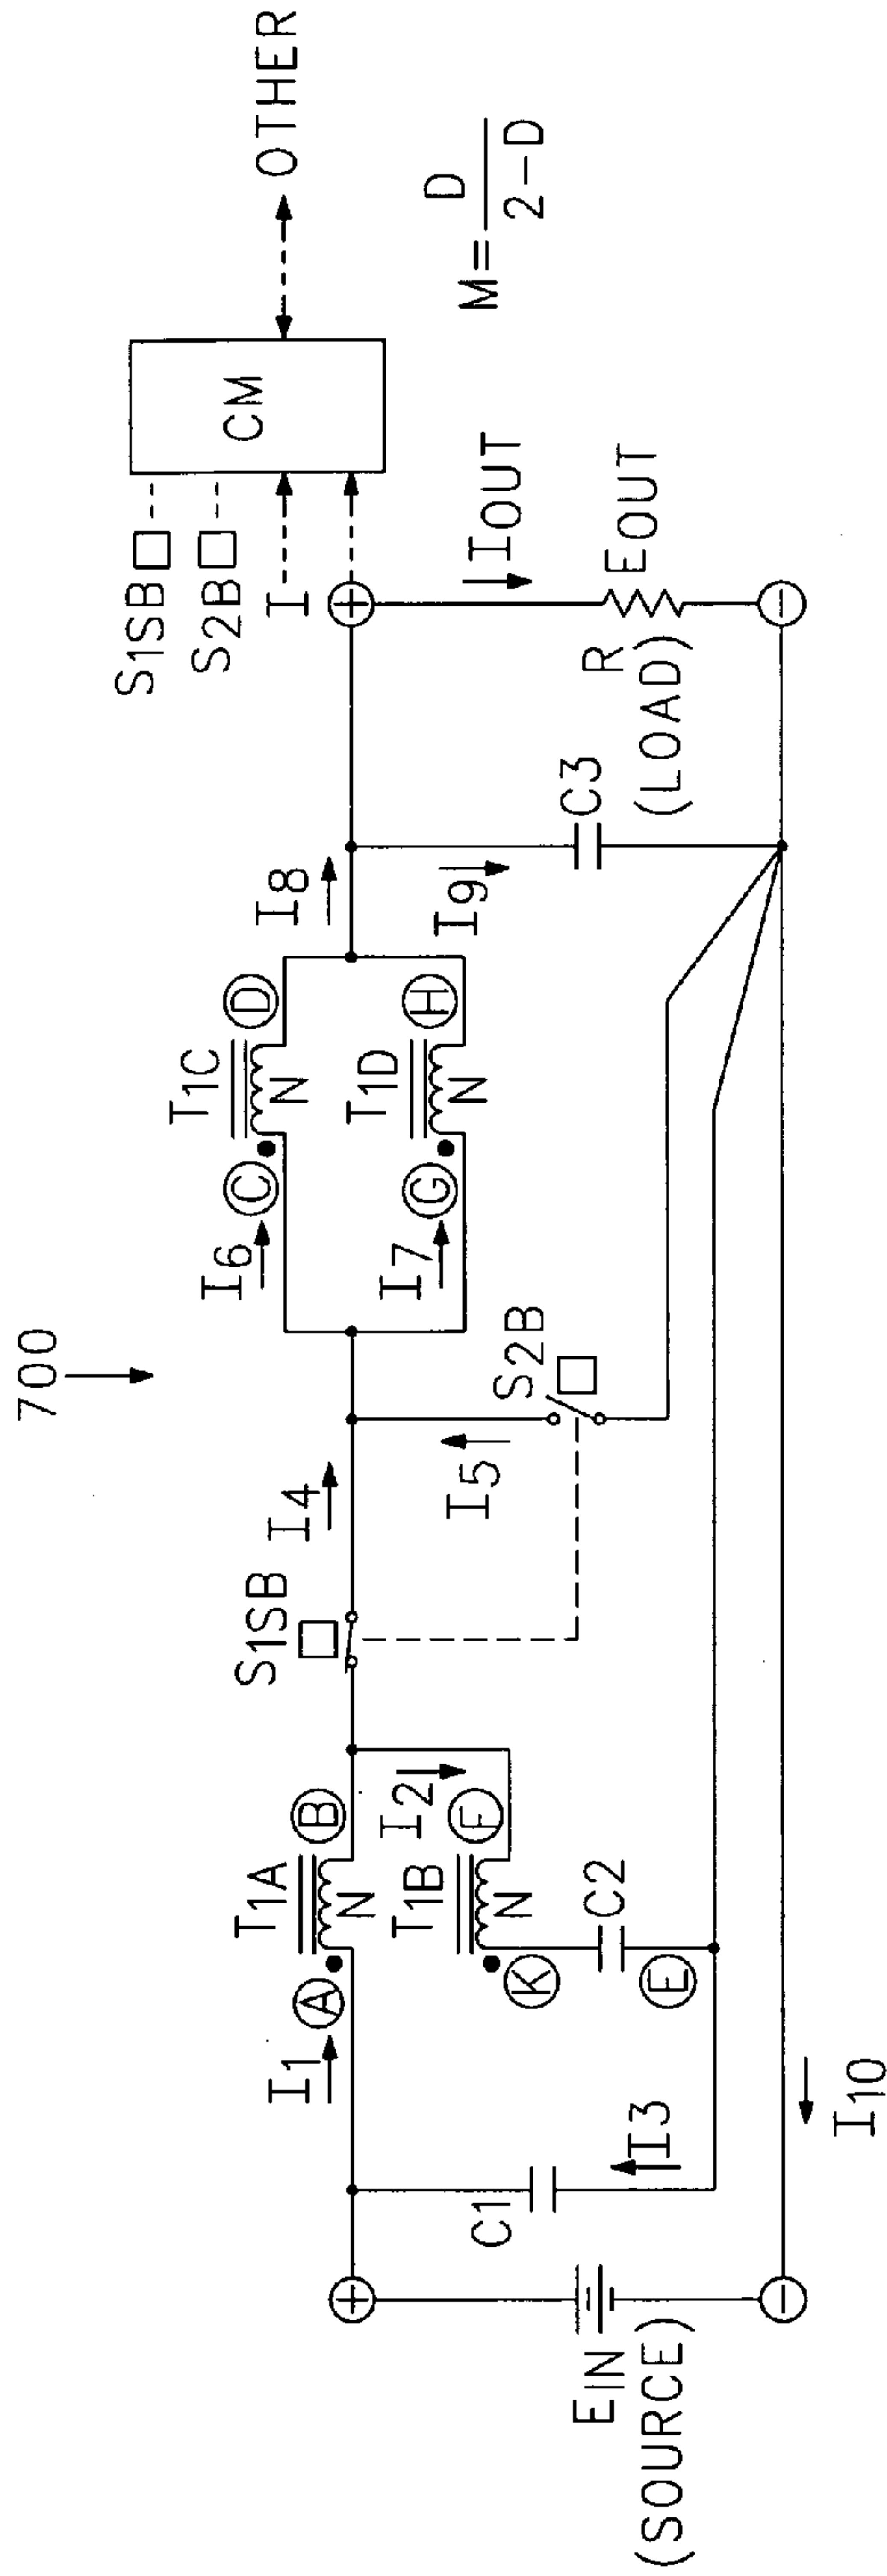 700
S1SB
S2B
I
CM
OTHER
M= D / 2-D
I1
A
T1A
N
B
S1SB
I4
I6
C
T1C
N
D
I8
I2
F
T1B
N
K
C2
E
I5
S2B
I7
G
T1D
N
H
I9
C3
+
IOUT
R
(LOAD)
EOUT
−
+
C1
I3
EIN
(SOURCE)
−
I10